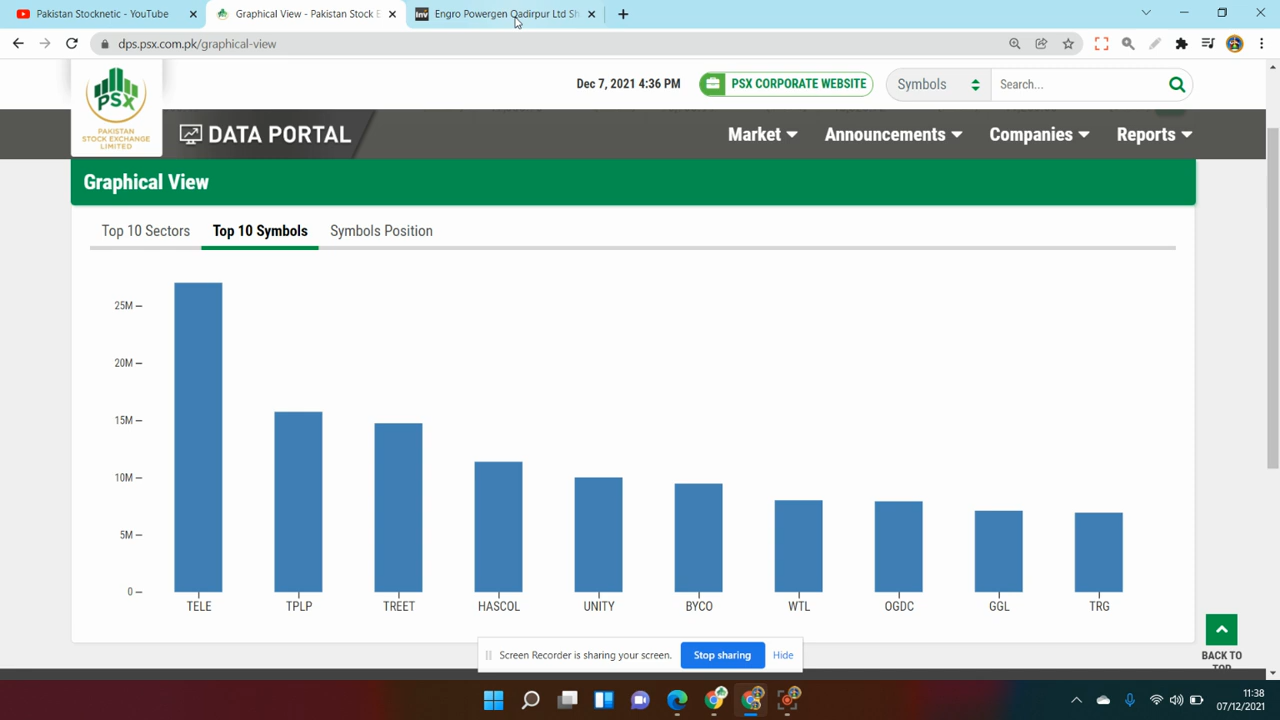 Pakistan Stocknetic - YouTube
Graphical View - Pakistan Stock E
Inv Engro Powergen Qadirpur Ltd Sh
dps.psx.com.pk/graphical-view
PSX
PAKISTAN
STOCK EXCHANGE
LIMITED
Dec 7, 2021 4:36 PM
PSX CORPORATE WEBSITE
Symbols
Search...
DATA PORTAL
Market
Announcements
Companies
Reports
Graphical View
Top 10 Sectors
Top 10 Symbols
Symbols Position
25M
20M
15M
10M
5M
0
TELE TPLP TREET HASCOL UNITY BYCO WTL OGDC GGL TRG
BACK TO
TOP
Screen Recorder is sharing your screen.
Stop sharing
Hide
11:38
07/12/2021